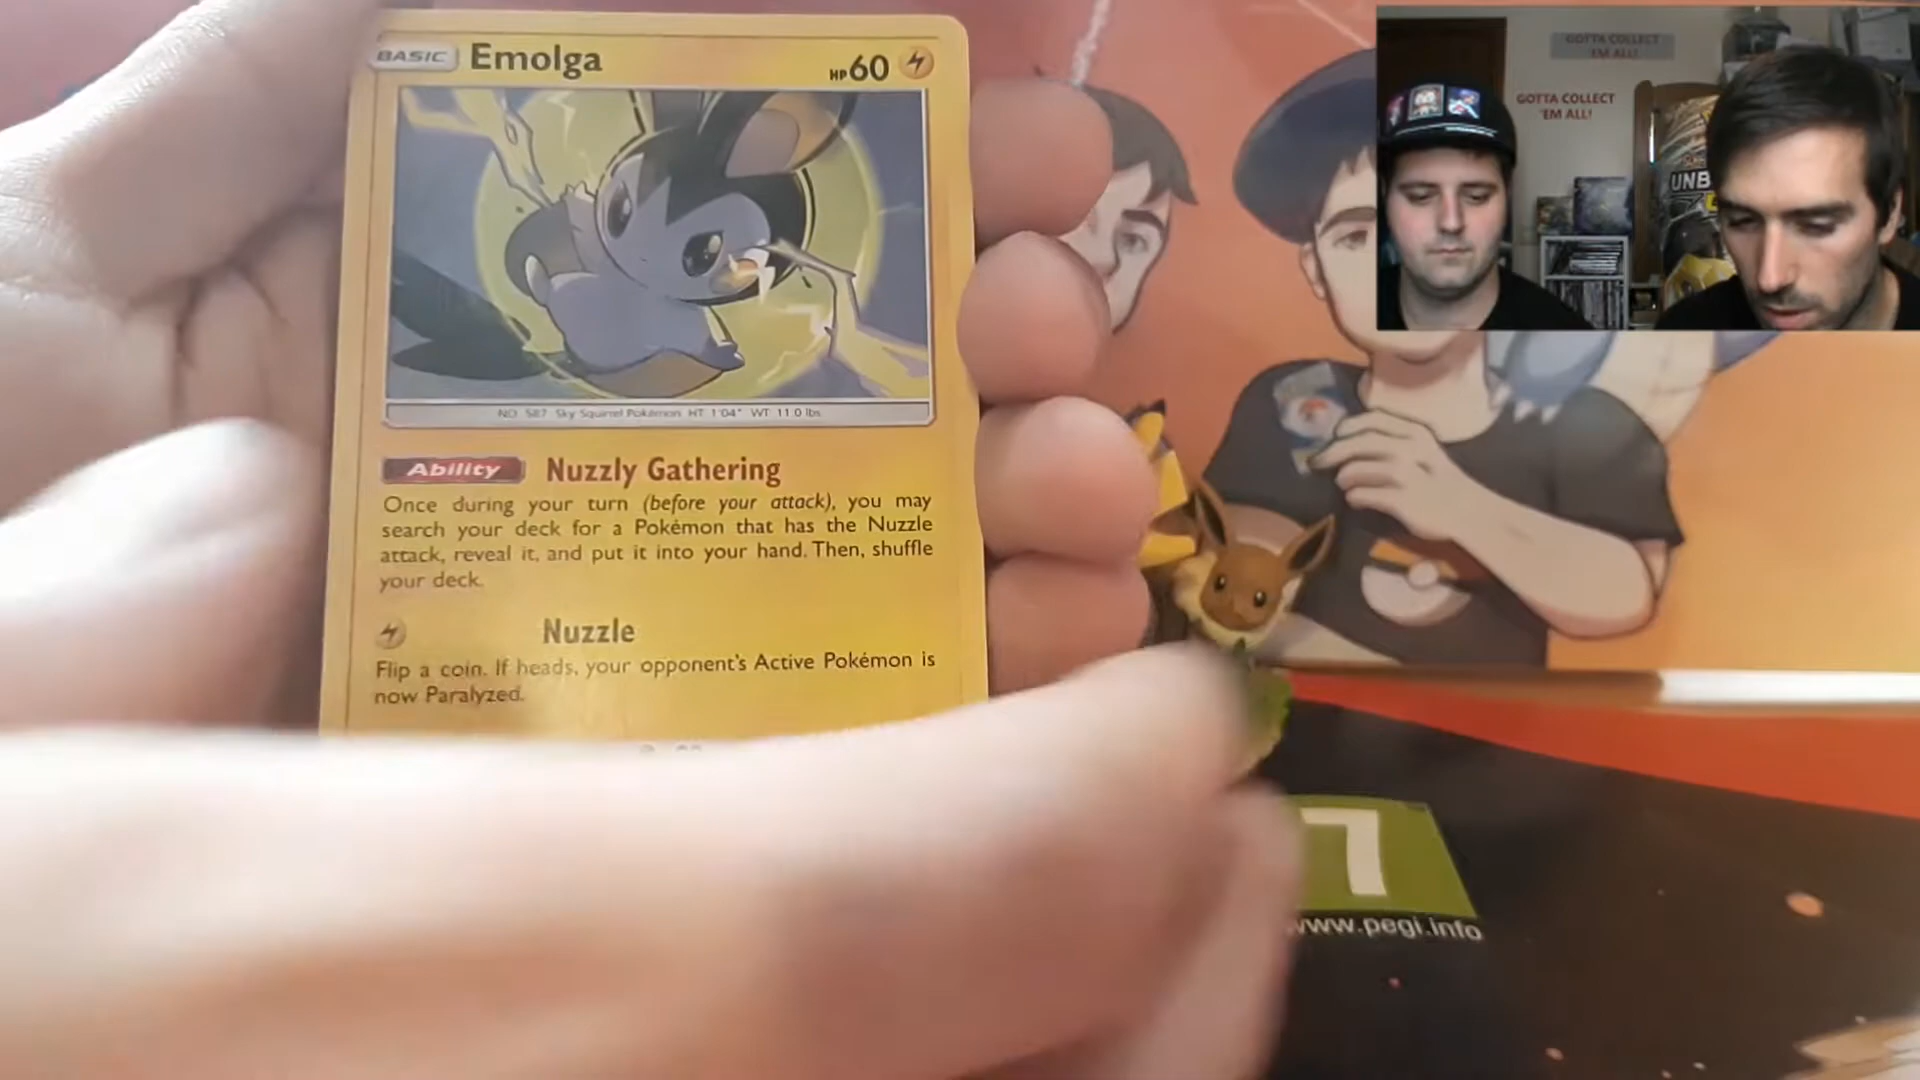 BASIC Emolga HP60
NO. 587 Sky Squirrel Pokémon HT: 1'04" WT: 11.0 lbs.
Ability Nuzzly Gathering
Once during your turn (before your attack), you may
search your deck for a Pokémon that has the Nuzzle
attack, reveal it, and put it into your hand. Then, shuffle
your deck.
Nuzzle
Flip a coin. If heads, your opponent's Active Pokémon is
now Paralyzed.
GOTTA COLLECT
'EM ALL!
GOTTA COLLECT
'EM ALL!
UNB
7
www.pegi.info